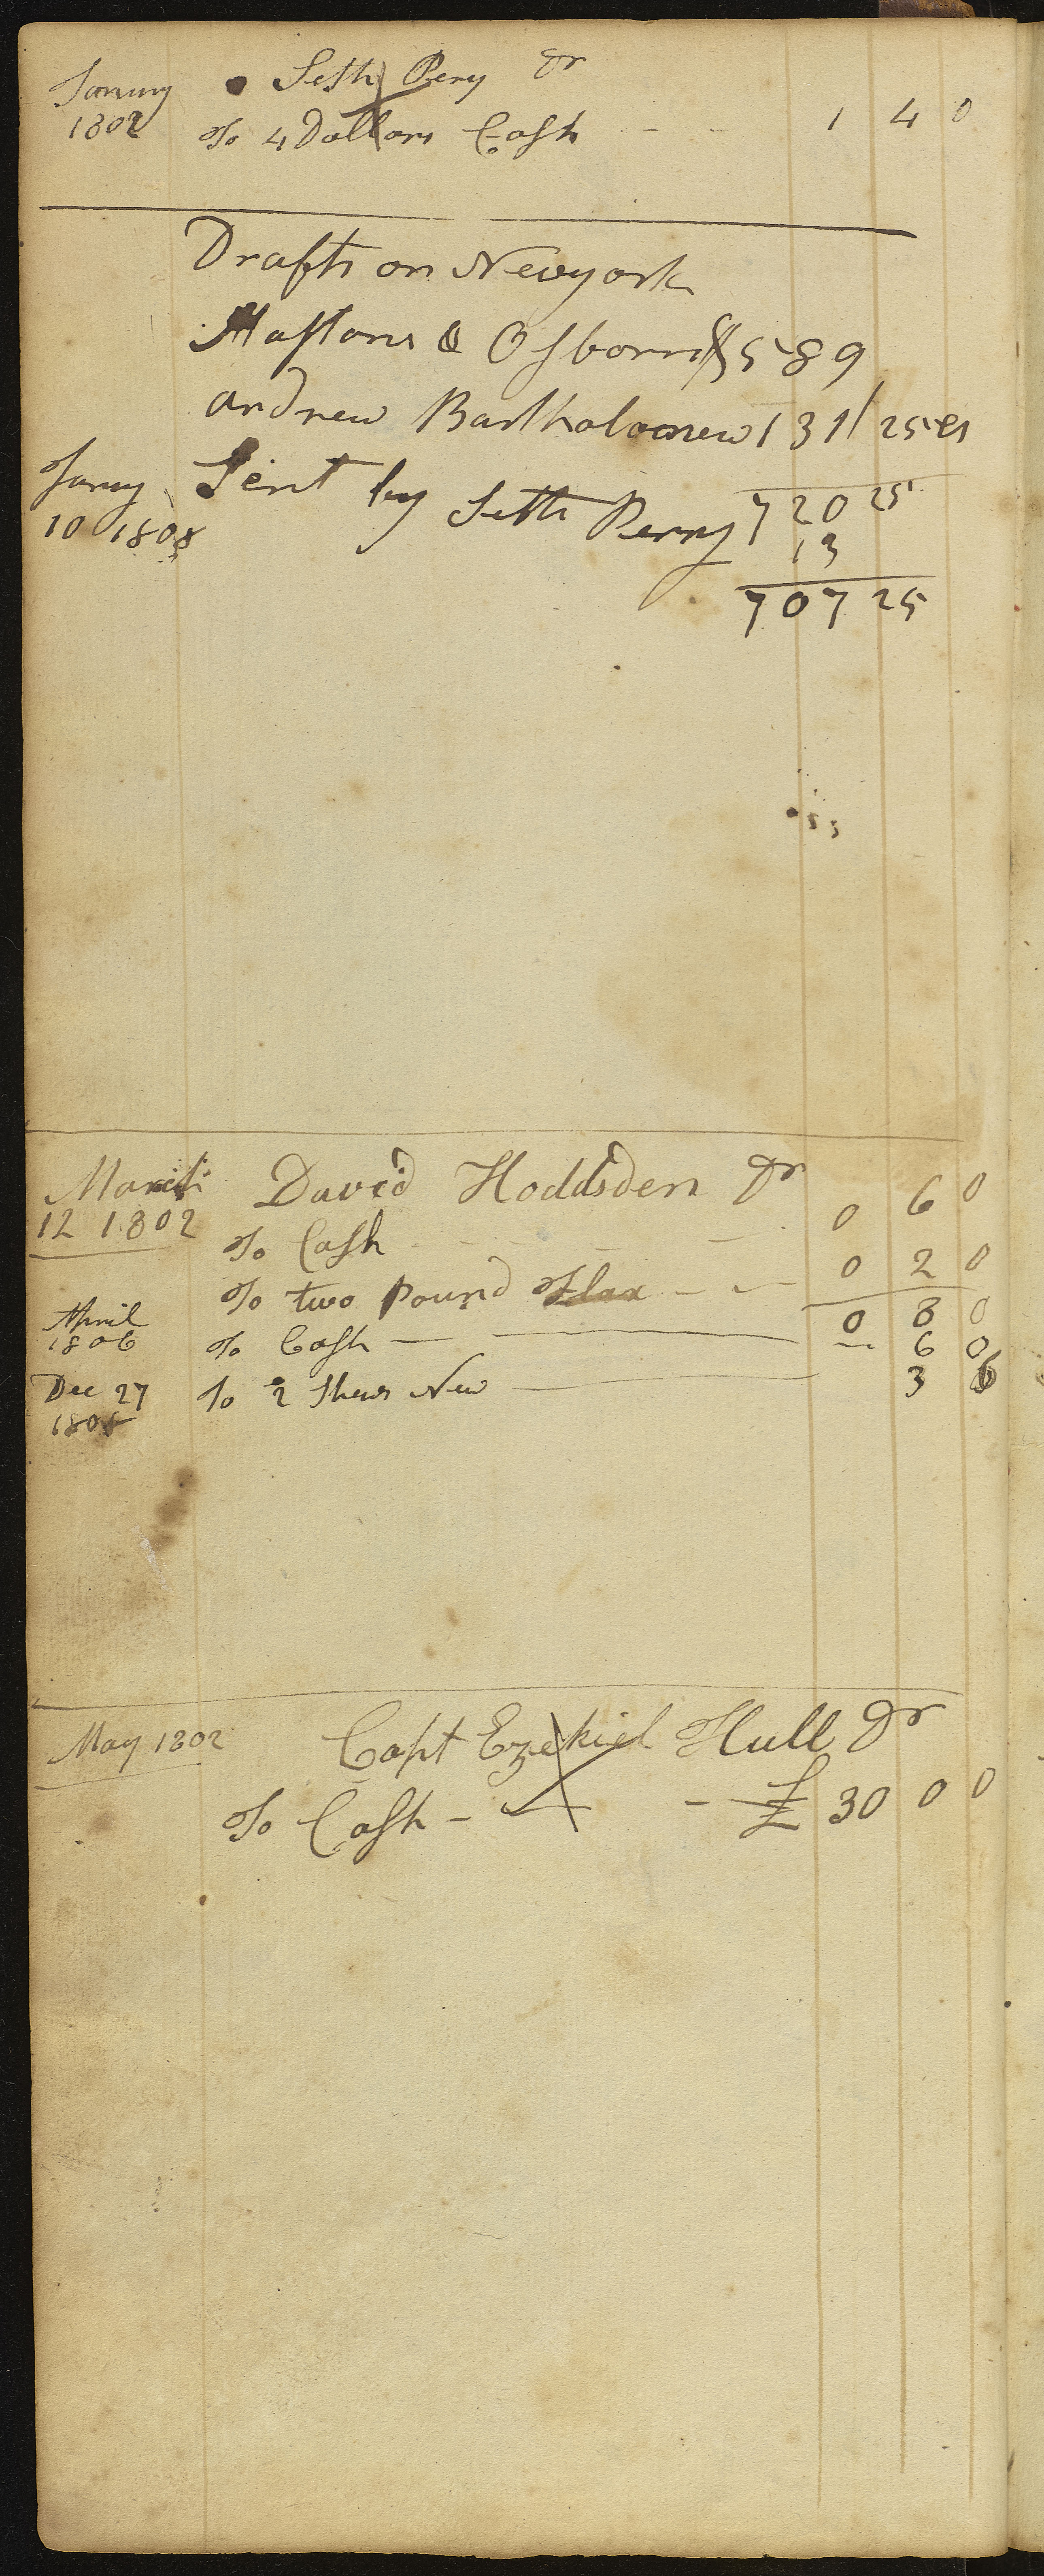 Janury Seth Pery Dr
1802 To 4 Dollars Cash - - 1 4 0
Drafts on Newyork
& Osborn $ 589
andrew Bartholomew 131/25 cts
Janry Sent by Seth Perry 720 25
10 1808 13
707 25
March David Hoddsden Dr
12 1802 To Cash 0 6 0
To two Pound Flax 0 2 0
0 8 0
April
1806 To Cash 6 0
Dec 27 To 2 Shews New 3 6
1808
May 1802 Capt Ezekiel Hull Dr
To Cash - - £ 30 0 0